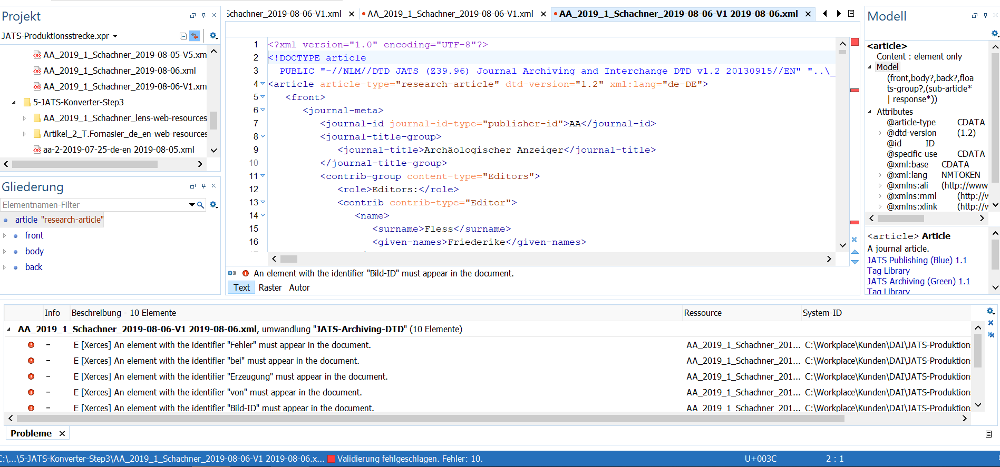 Projekt
JATS-Produktionsstrecke.xpr
AA_2019_1_Schachner_2019-08-05-V5.xm
AA_2019_1_Schachner_2019-08-06.xml
AA_2019_1_Schachner_2019-08-06-V1.xm
5-JATS-Konverter-Step3
AA_2019_1_Schachner_lens-web-resources
Artikel_2_T.Fornasier_de_en-web-resources
aa-2-2019-07-25-de-en 2019-08-05.xml
Gliederung
Elementnamen-Filter
article "research-article"
front
body
back
Schachner_2019-08-06-V1.xml
AA_2019_1_Schachner_2019-08-06-V1.xml
AA_2019_1_Schachner_2019-08-06-V1 2019-08-06.xml
1 <?xml version="1.0" encoding="UTF-8"?>
2 <!DOCTYPE article
3 PUBLIC "-//NLM//DTD JATS (Z39.96) Journal Archiving and Interchange DTD v1.2 20130915//EN" "..\_
4 <article article-type="research-article" dtd-version="1.2" xml:lang="de-DE">
5 <front>
6 <journal-meta>
7 <journal-id journal-id-type="publisher-id">AA</journal-id>
8 <journal-title-group>
9 <journal-title>Archäologischer Anzeiger</journal-title>
10 </journal-title-group>
11 <contrib-group content-type="Editors">
12 <role>Editors:</role>
13 <contrib contrib-type="Editor">
14 <name>
15 <surname>Fless</surname>
16 <given-names>Friederike</given-names>
An element with the identifier "Bild-ID" must appear in the document.
Text Raster Autor
Modell
<article>
Content : element only
Model
(front,body?,back?,floa
ts-group?,(sub-article*
| response*))
Attributes
@article-type CDATA
@dtd-version (1.2)
@id ID
@specific-use CDATA
@xml:base CDATA
@xml:lang NMTOKEN
@xmlns:ali (http://www
@xmlns:mml (http://w
@xmlns:xlink (http://w
<article> Article
A journal article.
JATS Publishing (Blue) 1.1
Tag Library
JATS Archiving (Green) 1.1
Tag Library
Info Beschreibung - 10 Elemente Ressource System-ID
AA_2019_1_Schachner_2019-08-06-V1 2019-08-06.xml, umwandlung "JATS-Archiving-DTD" (10 Elemente)
– E [Xerces] An element with the identifier "Fehler" must appear in the document. AA_2019_1_Schachner_201... C:\Workplace\Kunden\DAI\JATS-Produktion
– E [Xerces] An element with the identifier "bei" must appear in the document. AA_2019_1_Schachner_201... C:\Workplace\Kunden\DAI\JATS-Produktion
– E [Xerces] An element with the identifier "Erzeugung" must appear in the document. AA_2019_1_Schachner_201... C:\Workplace\Kunden\DAI\JATS-Produktion
– E [Xerces] An element with the identifier "von" must appear in the document. AA_2019_1_Schachner_201... C:\Workplace\Kunden\DAI\JATS-Produktion
– E [Xerces] An element with the identifier "Bild-ID" must appear in the document. AA_2019_1_Schachner_201... C:\Workplace\Kunden\DAI\JATS-Produktion
Probleme
C:\...\5-JATS-Konverter-Step3\AA_2019_1_Schachner_2019-08-06-V1 2019-08-06.x... Validierung fehlgeschlagen. Fehler: 10. U+003C 2 : 1